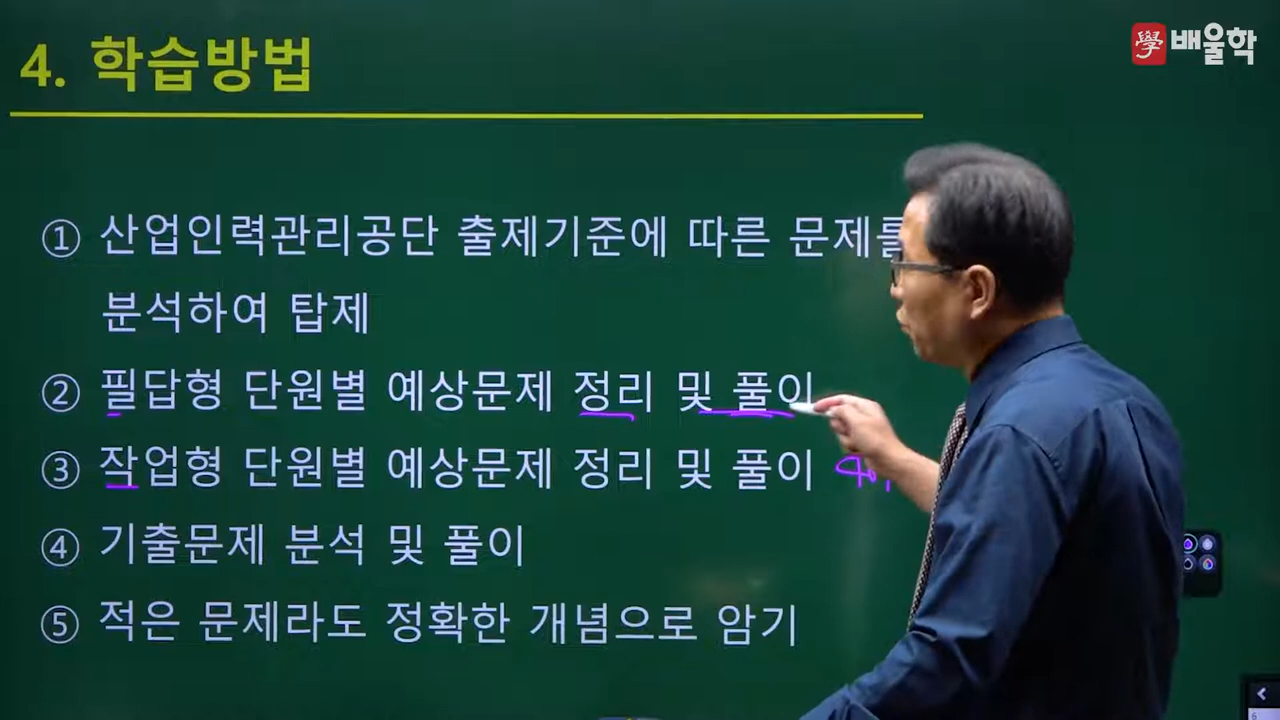 4. 학습방법
學 배울학
① 산업인력관리공단 출제기준에 따른 문제를
분석하여 탑제
② 필답형 단원별 예상문제 정리 및 풀이
③ 작업형 단원별 예상문제 정리 및 풀이
④ 기출문제 분석 및 풀이
⑤ 적은 문제라도 정확한 개념으로 암기